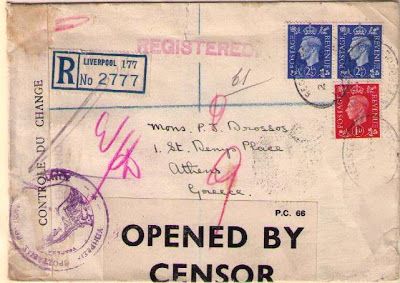 REGISTERED.
R LIVERPOOL 177
No 2777
POSTAGE REVENUE
2½D
POSTAGE REVENUE
2½D
POSTAGE REVENUE
1D
61
Mons. P. J. Drossos
1. St. Denys Place
Athens
Greece.
CONTROLE DU CHANGE
P.C. 66
OPENED BY
CENSOR